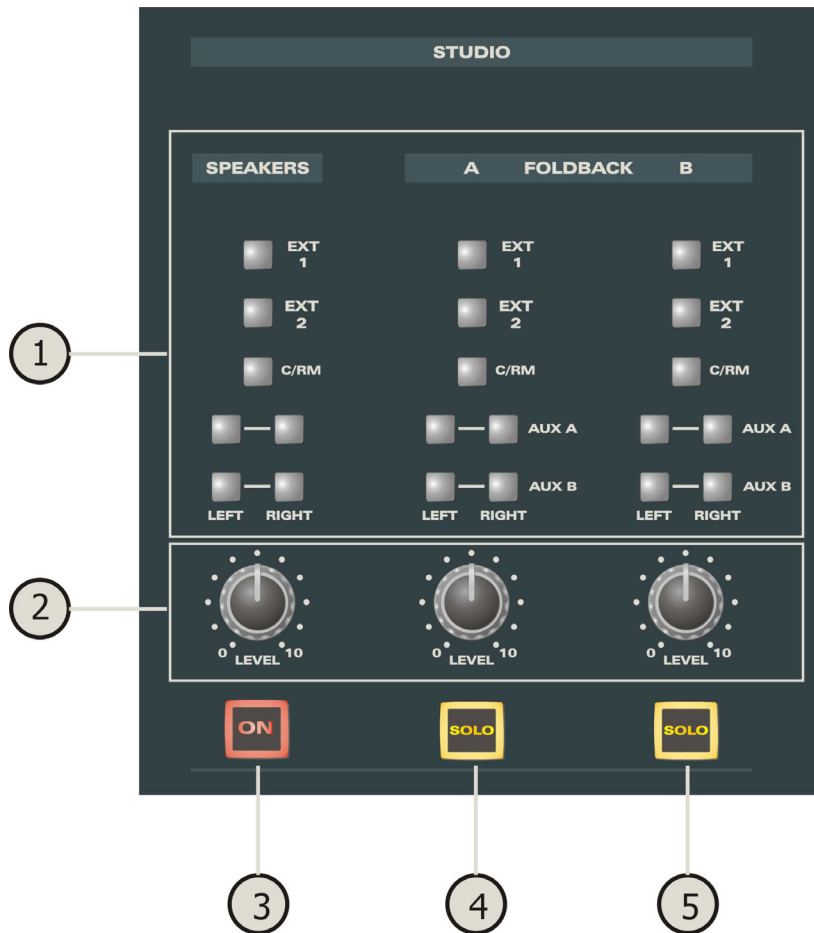 STUDIO
SPEAKERS
A FOLDBACK B
EXT 1
EXT 1
EXT 1
EXT 2
EXT 2
EXT 2
1
C/RM
C/RM
C/RM
AUX A
AUX A
AUX B
AUX B
LEFT RIGHT
LEFT RIGHT
LEFT RIGHT
2
0 LEVEL 10
0 LEVEL 10
0 LEVEL 10
ON
SOLO
SOLO
3
4
5